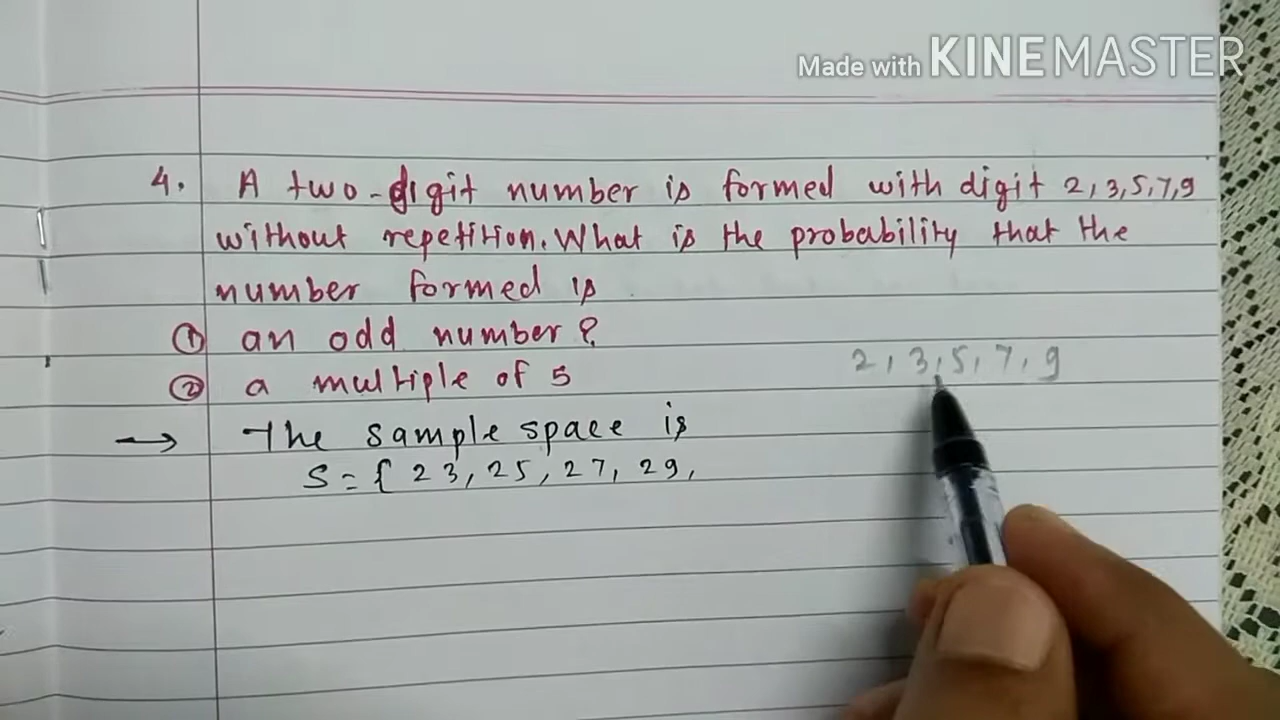 Made with KINEMASTER
4. A two-digit number is formed with digit 2,3,5,7,9
without repetition. What is the probability that the
number formed is
① an odd number?
2,3,5,7,9
② a multiple of 5
→ The sample space is
S = { 23, 25, 27, 29,